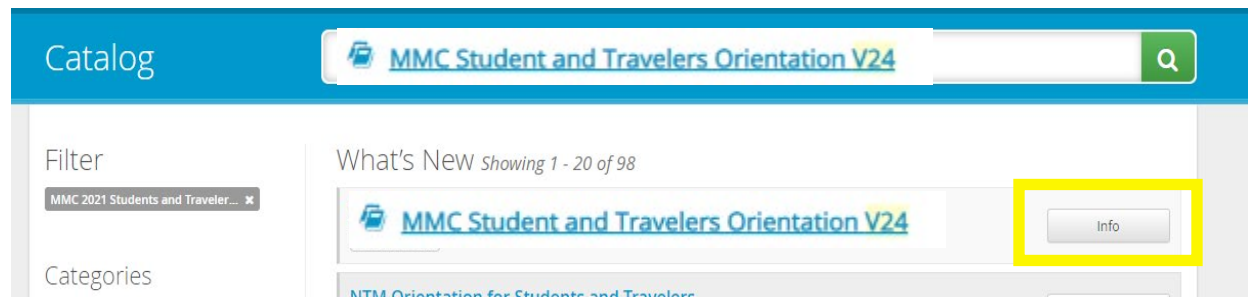 Catalog
MMC Student and Travelers Orientation V24
Filter
What's New Showing 1 - 20 of 98
MMC 2021 Students and Traveler... ×
MMC Student and Travelers Orientation V24
Info
Categories
NTM Orientation for Students and Travelers